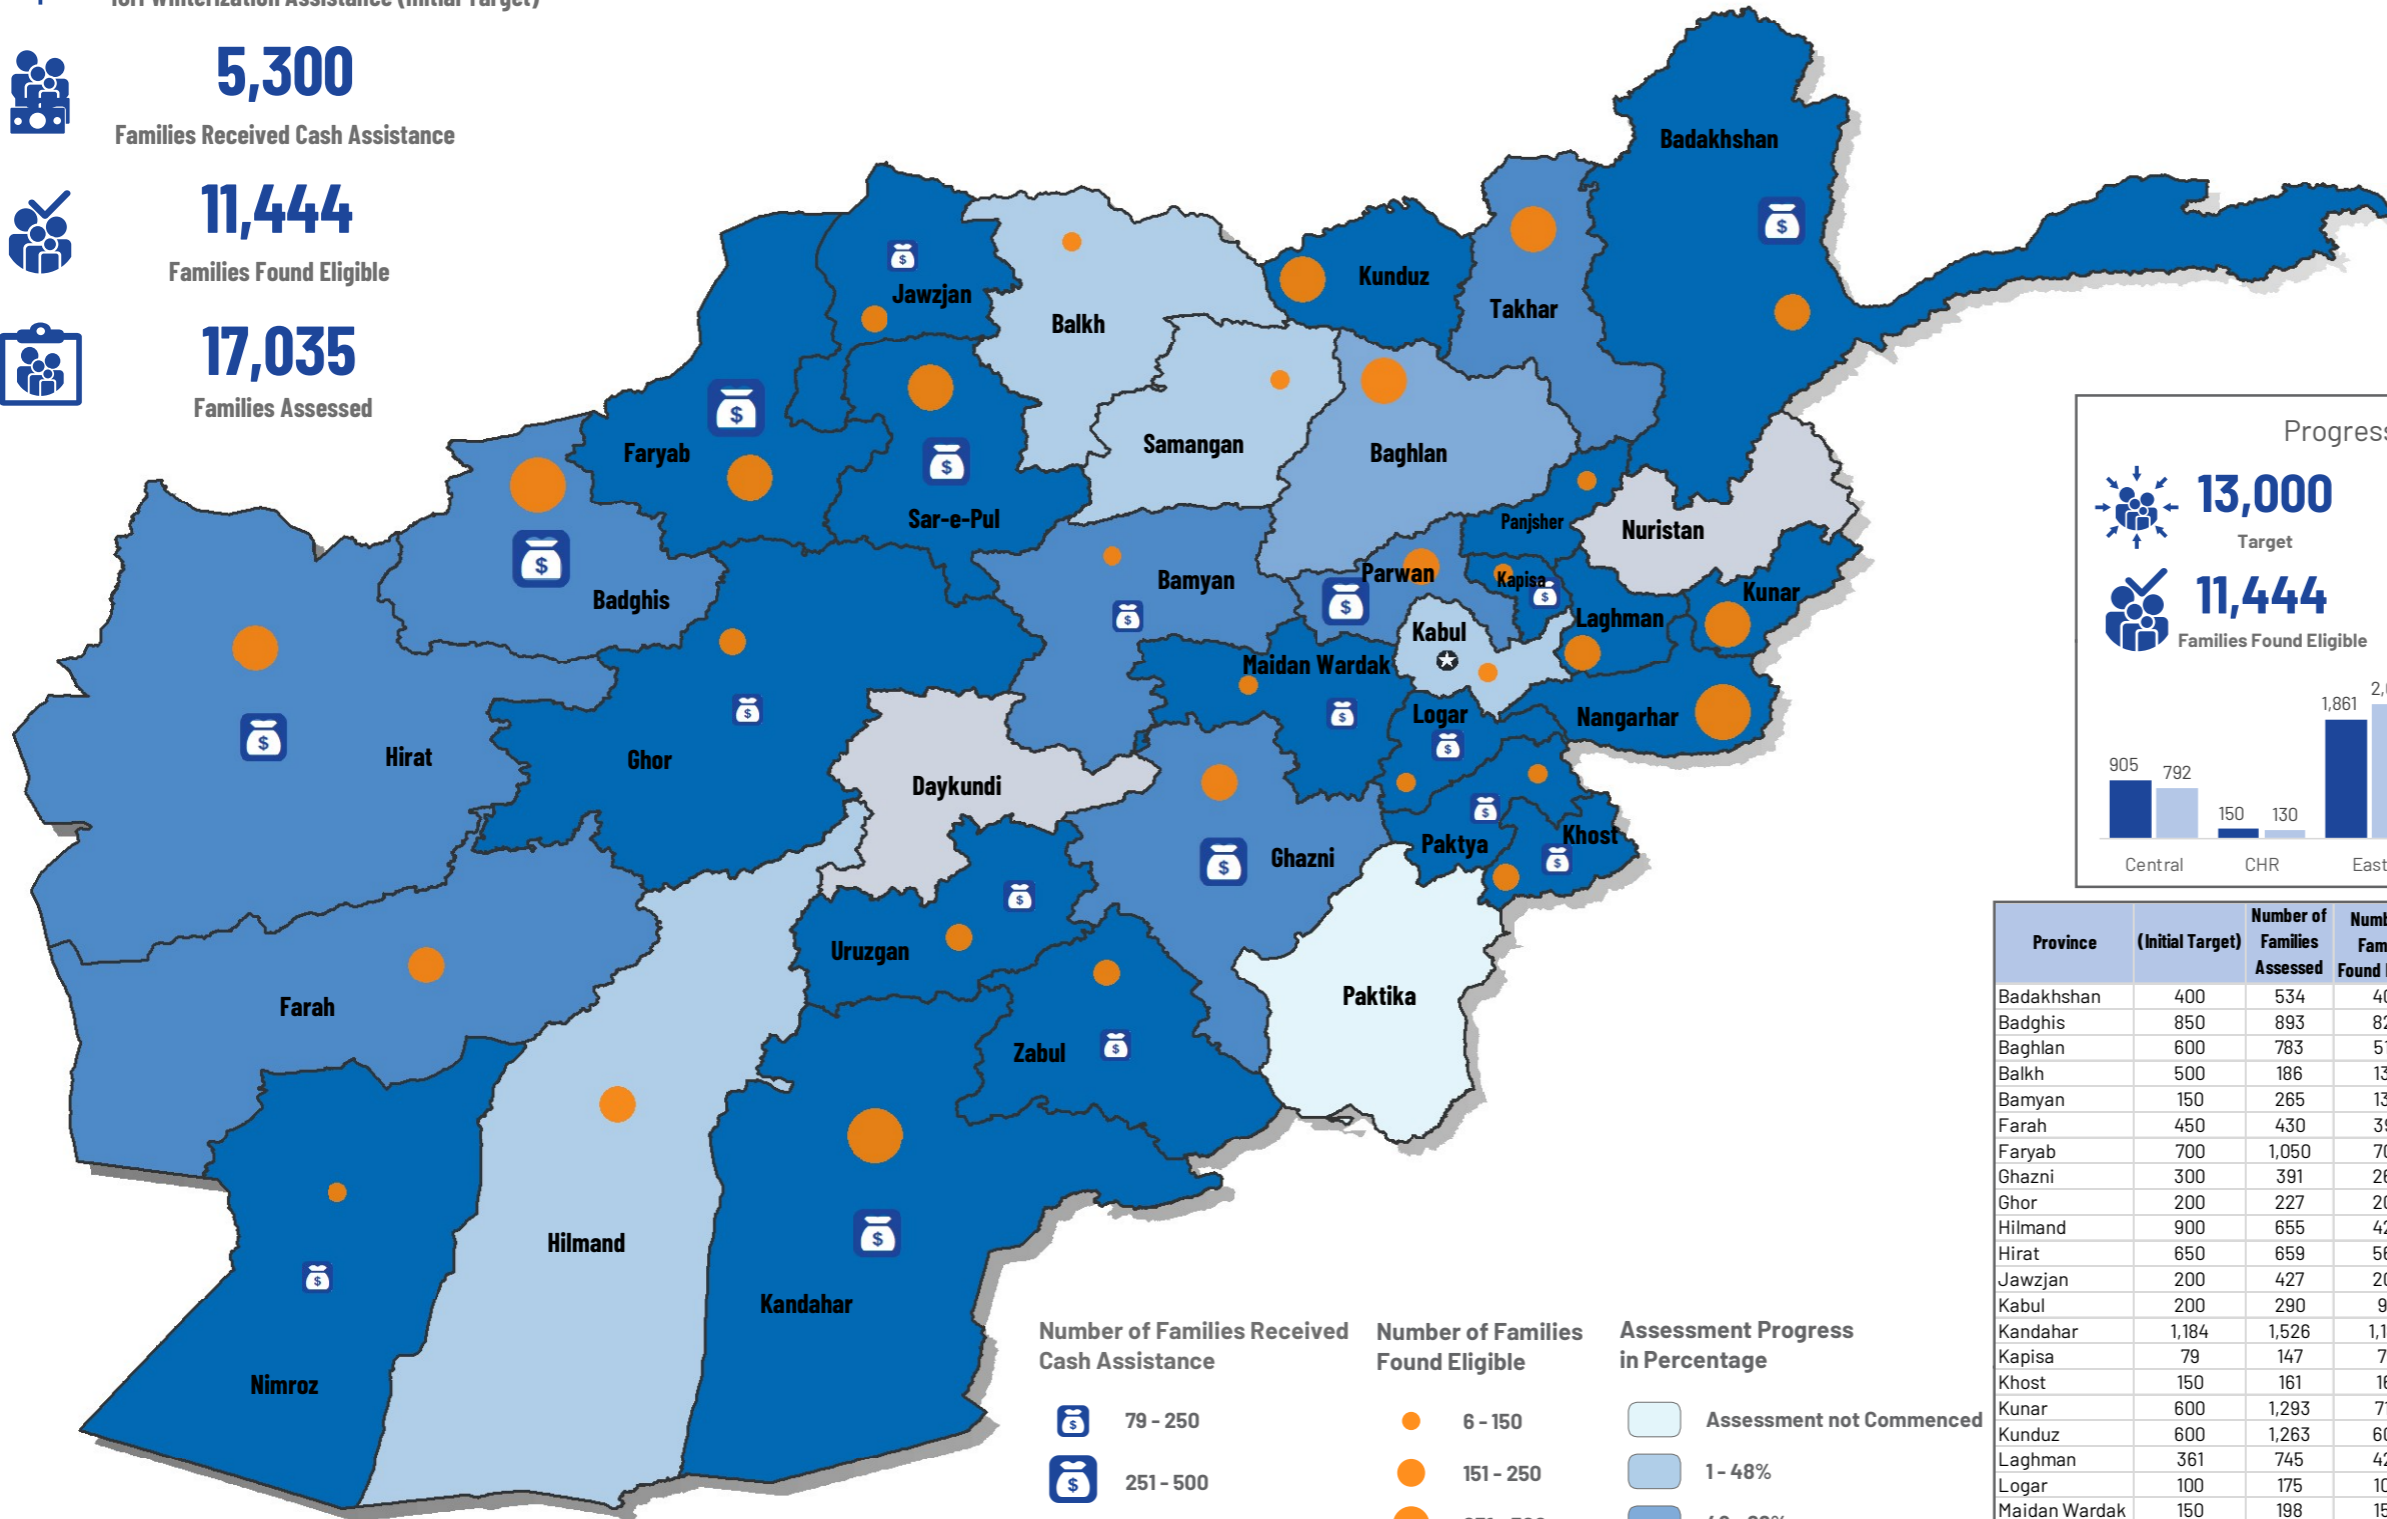 Winterization Assistance (Initial Target)
5,300
Families Received Cash Assistance
11,444
Families Found Eligible
17,035
Families Assessed
Badakhshan
Jawzjan
Balkh
Kunduz
Takhar
Faryab
Samangan
Baghlan
Sar-e-Pul
Panjsher
Nuristan
Badghis
Bamyan
Parwan
Kapisa
Kunar
Laghman
Kabul
Maidan Wardak
Logar
Nangarhar
Hirat
Ghor
Daykundi
Ghazni
Paktya
Khost
Uruzgan
Farah
Paktika
Zabul
Hilmand
Kandahar
Nimroz
Progress
13,000
Target
11,444
Families Found Eligible
1,861
905
792
150
130
Central
CHR
East
Number of Families Received
Cash Assistance
79 - 250
251 - 500
Number of Families
Found Eligible
6 - 150
151 - 250
Assessment Progress
in Percentage
Assessment not Commenced
1 - 48%
Province (Initial Target) Number of Families Assessed Found
Badakhshan 400 534
Badghis 850 893
Baghlan 600 783
Balkh 500 186
Bamyan 150 265
Farah 450 430
Faryab 700 1,050
Ghazni 300 391
Ghor 200 227
Hilmand 900 655
Hirat 650 659
Jawzjan 200 427
Kabul 200 290
Kandahar 1,184 1,526
Kapisa 79 147
Khost 150 161
Kunar 600 1,293
Kunduz 600 1,263
Laghman 361 745
Logar 100 175
Maidan Wardak 150 198